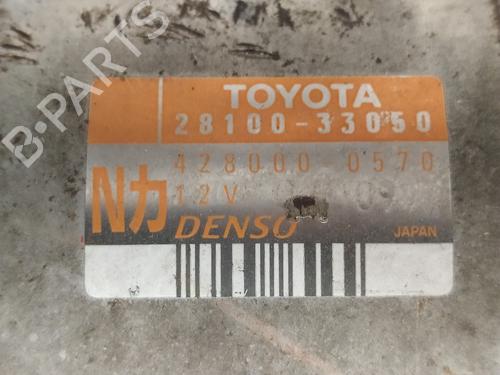 B-PARTS
TOYOTA
28100-33050
428000 0570
12V
Nカ
DENSO
JAPAN